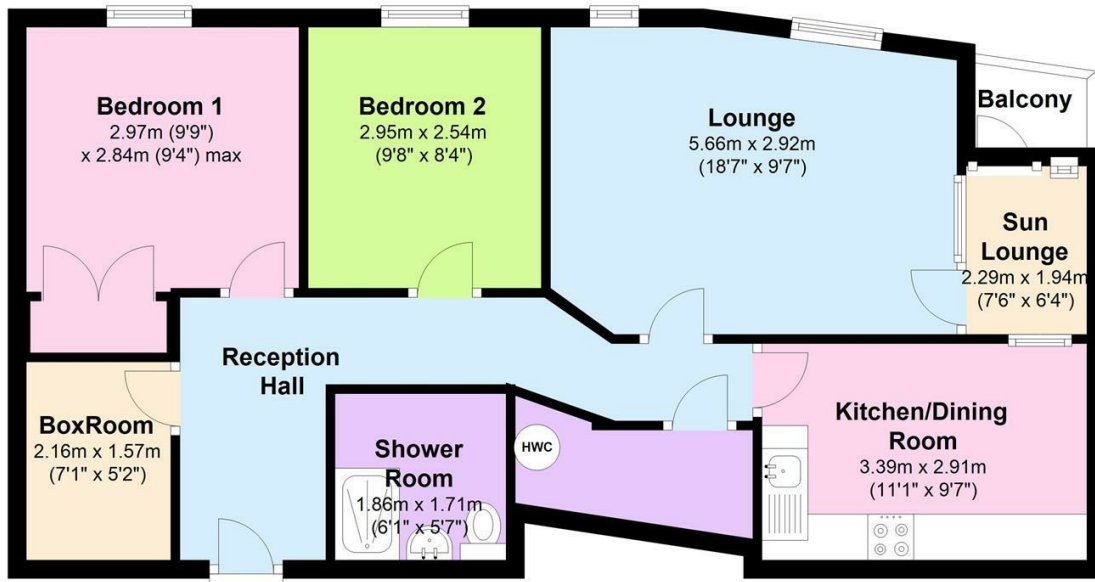 Bedroom 1
2.97m (9'9")
x 2.84m (9'4") max
Bedroom 2
2.95m x 2.54m
(9'8" x 8'4")
Lounge
5.66m x 2.92m
(18'7" x 9'7")
Balcony
Sun
Lounge
2.29m x 1.94m
(7'6" x 6'4")
Reception
Hall
BoxRoom
2.16m x 1.57m
(7'1" x 5'2")
Shower
Room
1.86m x 1.71m
(6'1" x 5'7")
HWC
Kitchen/Dining
Room
3.39m x 2.91m
(11'1" x 9'7")